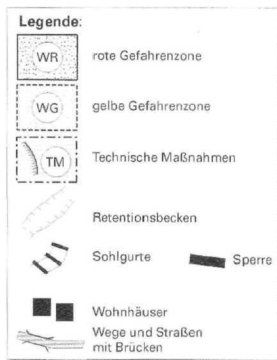 Legende:
WR rote Gefahrenzone
WG gelbe Gefahrenzone
TM Technische Maßnahmen
Retentionsbecken
Sohlgurte Sperre
Wohnhäuser
Wege und Straßen
mit Brücken